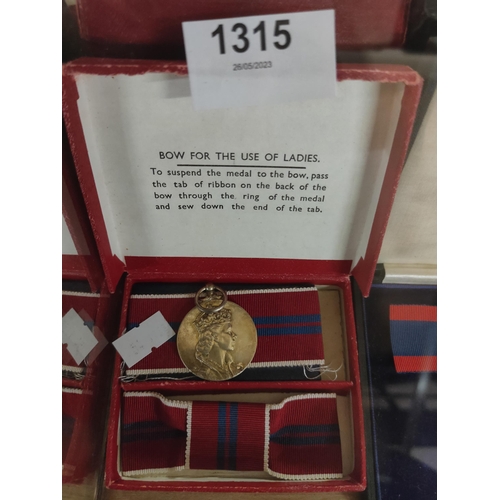 1315
28/05/2023
BOW FOR THE USE OF LADIES.
To suspend the medal to the bow, pass
the tab of ribbon on the back of the
bow through the ring of the medal
and sew down the end of the tab.